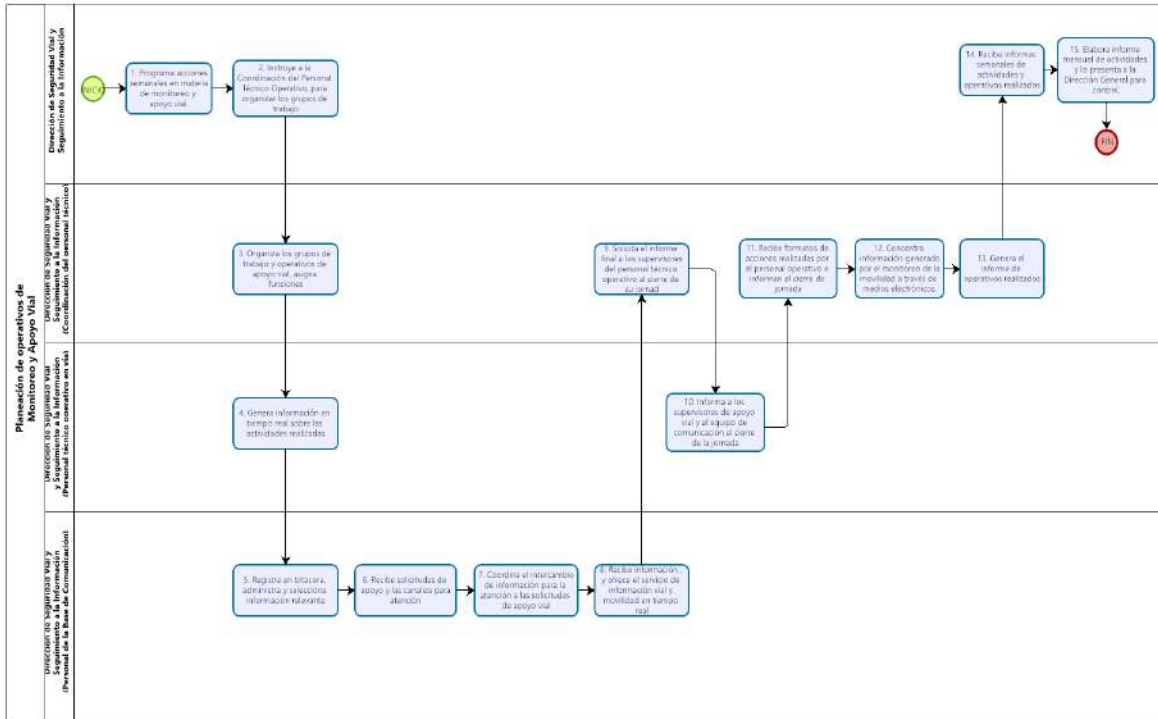 Planeación de operativos de
Monitoreo y Apoyo Vial
Dirección de Seguridad Vial y
Seguimiento a la Información
INICIO
1. Programa acciones
semanales en materia
de monitoreo y
apoyo vial.
2. Instruye a la
Coordinación del Personal
Técnico Operativo, para
organizar los grupos de
trabajo
14. Recibe informes
semanales de
actividades y
operativos realizados
15. Elabora informe
mensual de actividades
y lo presenta a la
Dirección General para
control.
FIN
Dirección de Seguridad Vial y
Seguimiento a la Información
(Coordinación del personal técnico)
3. Organiza los grupos de
trabajo y operativos de
apoyo vial, asigna
funciones
9. Solicita el informe
final a los supervisores
del personal técnico
operativo al cierre de
su jornad
11. Recibe formatos de
acciones realizadas por
el personal operativo e
informan el cierre de
jornada
12. Concentra
información generada
por el monitoreo de la
movilidad a través de
medios electrónicos.
13. Genera el
informe de
operativos realizados
Dirección de Seguridad Vial
y Seguimiento a la Información
(Personal técnico operativo en vía)
4. Genera información en
tiempo real sobre las
actividades realizadas
10. Informa a los
supervisores de apoyo
vial y al equipo de
comunicación el cierre
de la jornada
Dirección de Seguridad Vial y
Seguimiento a la Información
(Personal de la Base de Comunicación)
5. Registra en bitácora,
administra y selecciona
información relevante
6. Recibe solicitudes de
apoyo y las canaliza para
atención
7. Coordina el intercambio
de información para la
atención a las solicitudes
de apoyo vial
8. Recibe información,
y ofrece el servicio de
información vial y
movilidad en tiempo
real